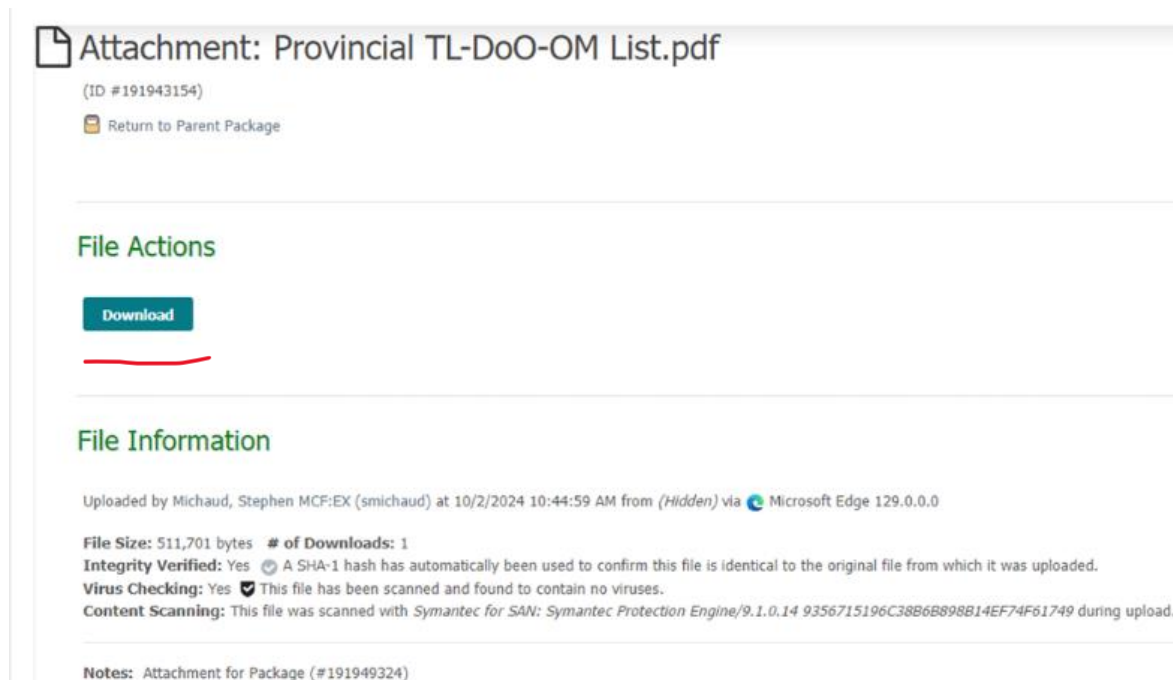 Attachment: Provincial TL-DoO-OM List.pdf
(ID #191943154)
Return to Parent Package
File Actions
Download
File Information
Uploaded by Michaud, Stephen MCF:EX (smichaud) at 10/2/2024 10:44:59 AM from (Hidden) via Microsoft Edge 129.0.0.0
File Size: 511,701 bytes # of Downloads: 1
Integrity Verified: Yes A SHA-1 hash has automatically been used to confirm this file is identical to the original file from which it was uploaded.
Virus Checking: Yes This file has been scanned and found to contain no viruses.
Content Scanning: This file was scanned with Symantec for SAN: Symantec Protection Engine/9.1.0.14 9356715196C38B6B898B14EF74F61749 during upload.
Notes: Attachment for Package (#191949324)